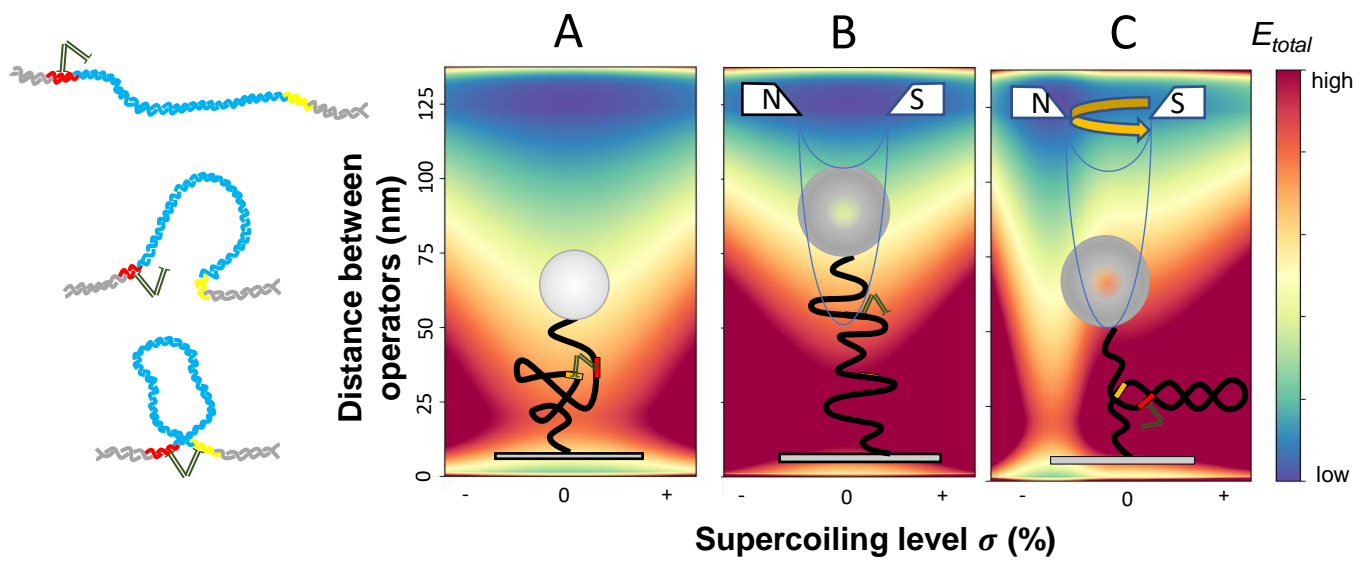 A B C
E_total
high
low
N S
N S
Distance between
operators (nm)
125
100
75
50
25
0
- 0 +
- 0 +
- 0 +
Supercoiling level σ (%)